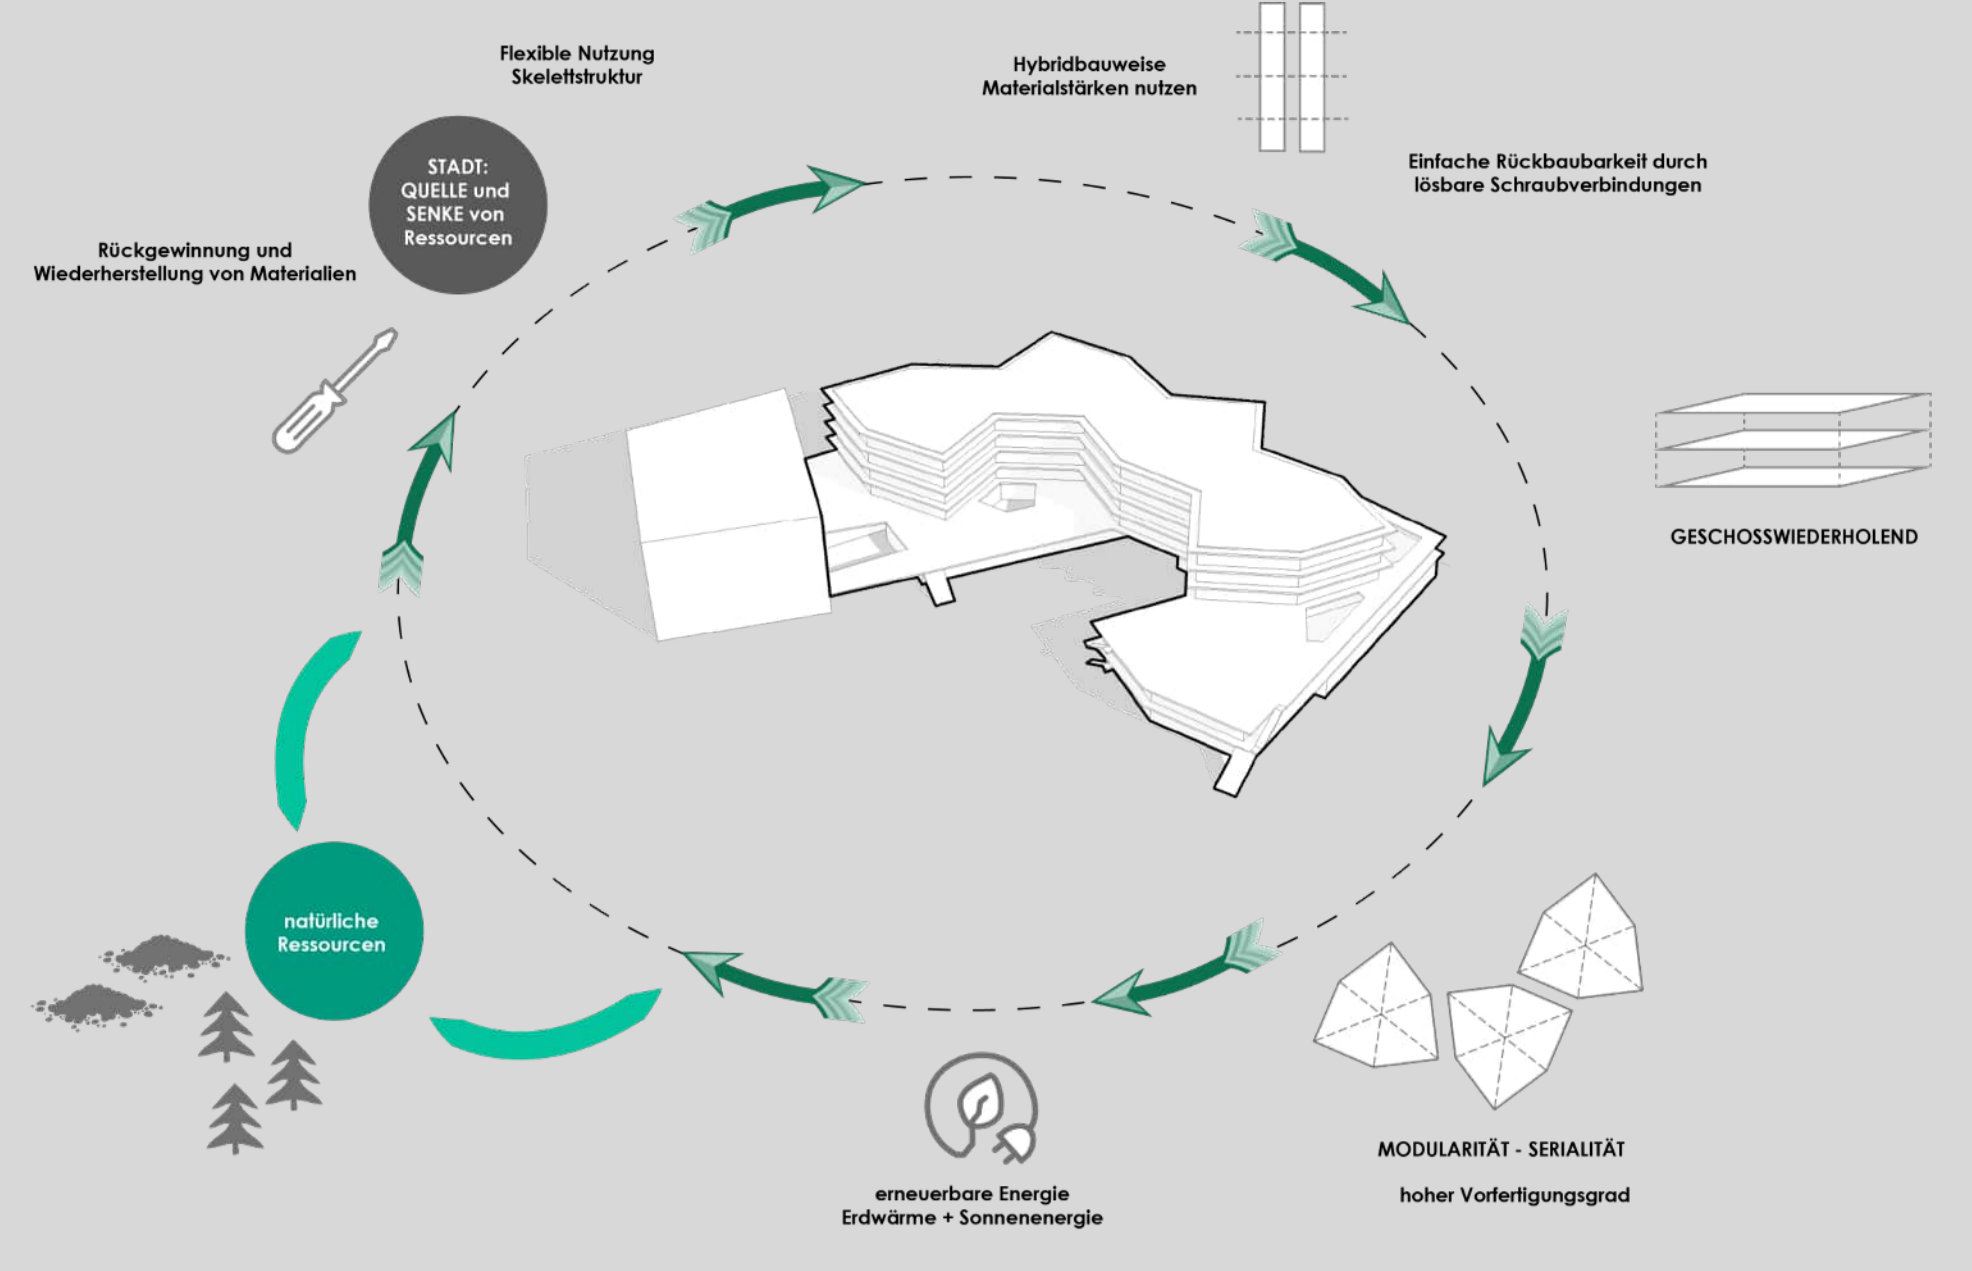 Flexible Nutzung
Skelettstruktur
Hybridbauweise
Materialstärken nutzen
Einfache Rückbaubarkeit durch
lösbare Schraubverbindungen
STADT:
QUELLE und
SENKE von
Ressourcen
Rückgewinnung und
Wiederherstellung von Materialien
GESCHOSSWIEDERHOLEND
natürliche
Ressourcen
MODULARITÄT - SERIALITÄT
hoher Vorfertigungsgrad
erneuerbare Energie
Erdwärme + Sonnenenergie